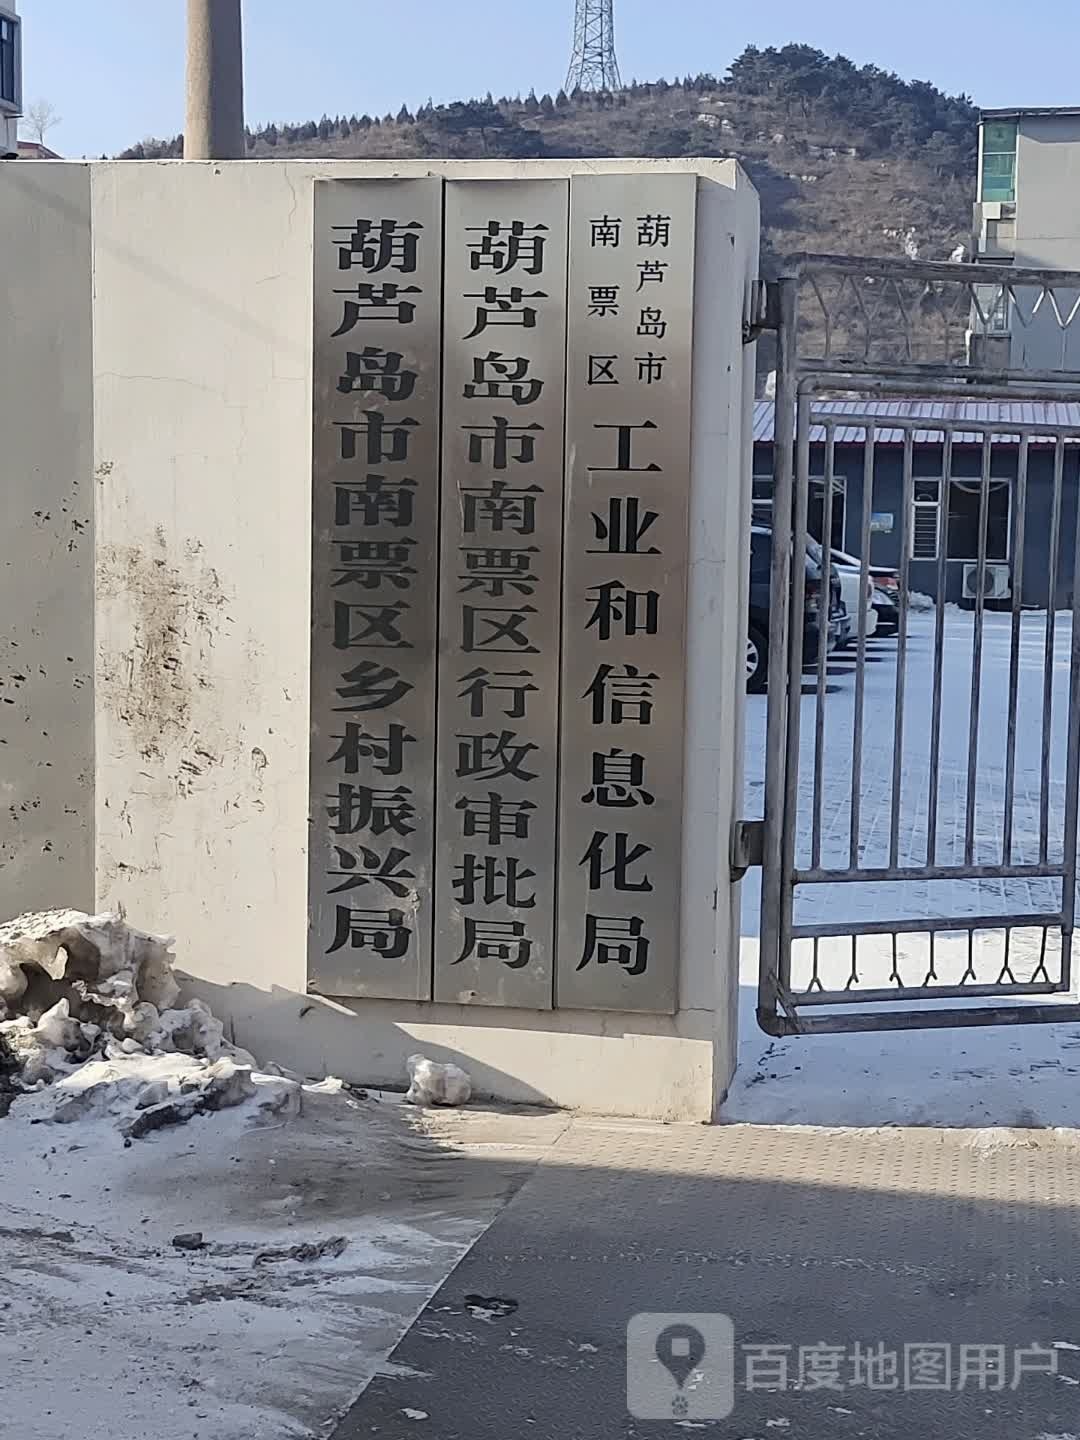 葫芦岛市南票区乡村振兴局
葫芦岛市南票区行政审批局
葫芦岛市
南票区
工业和信息化局
百度地图用户